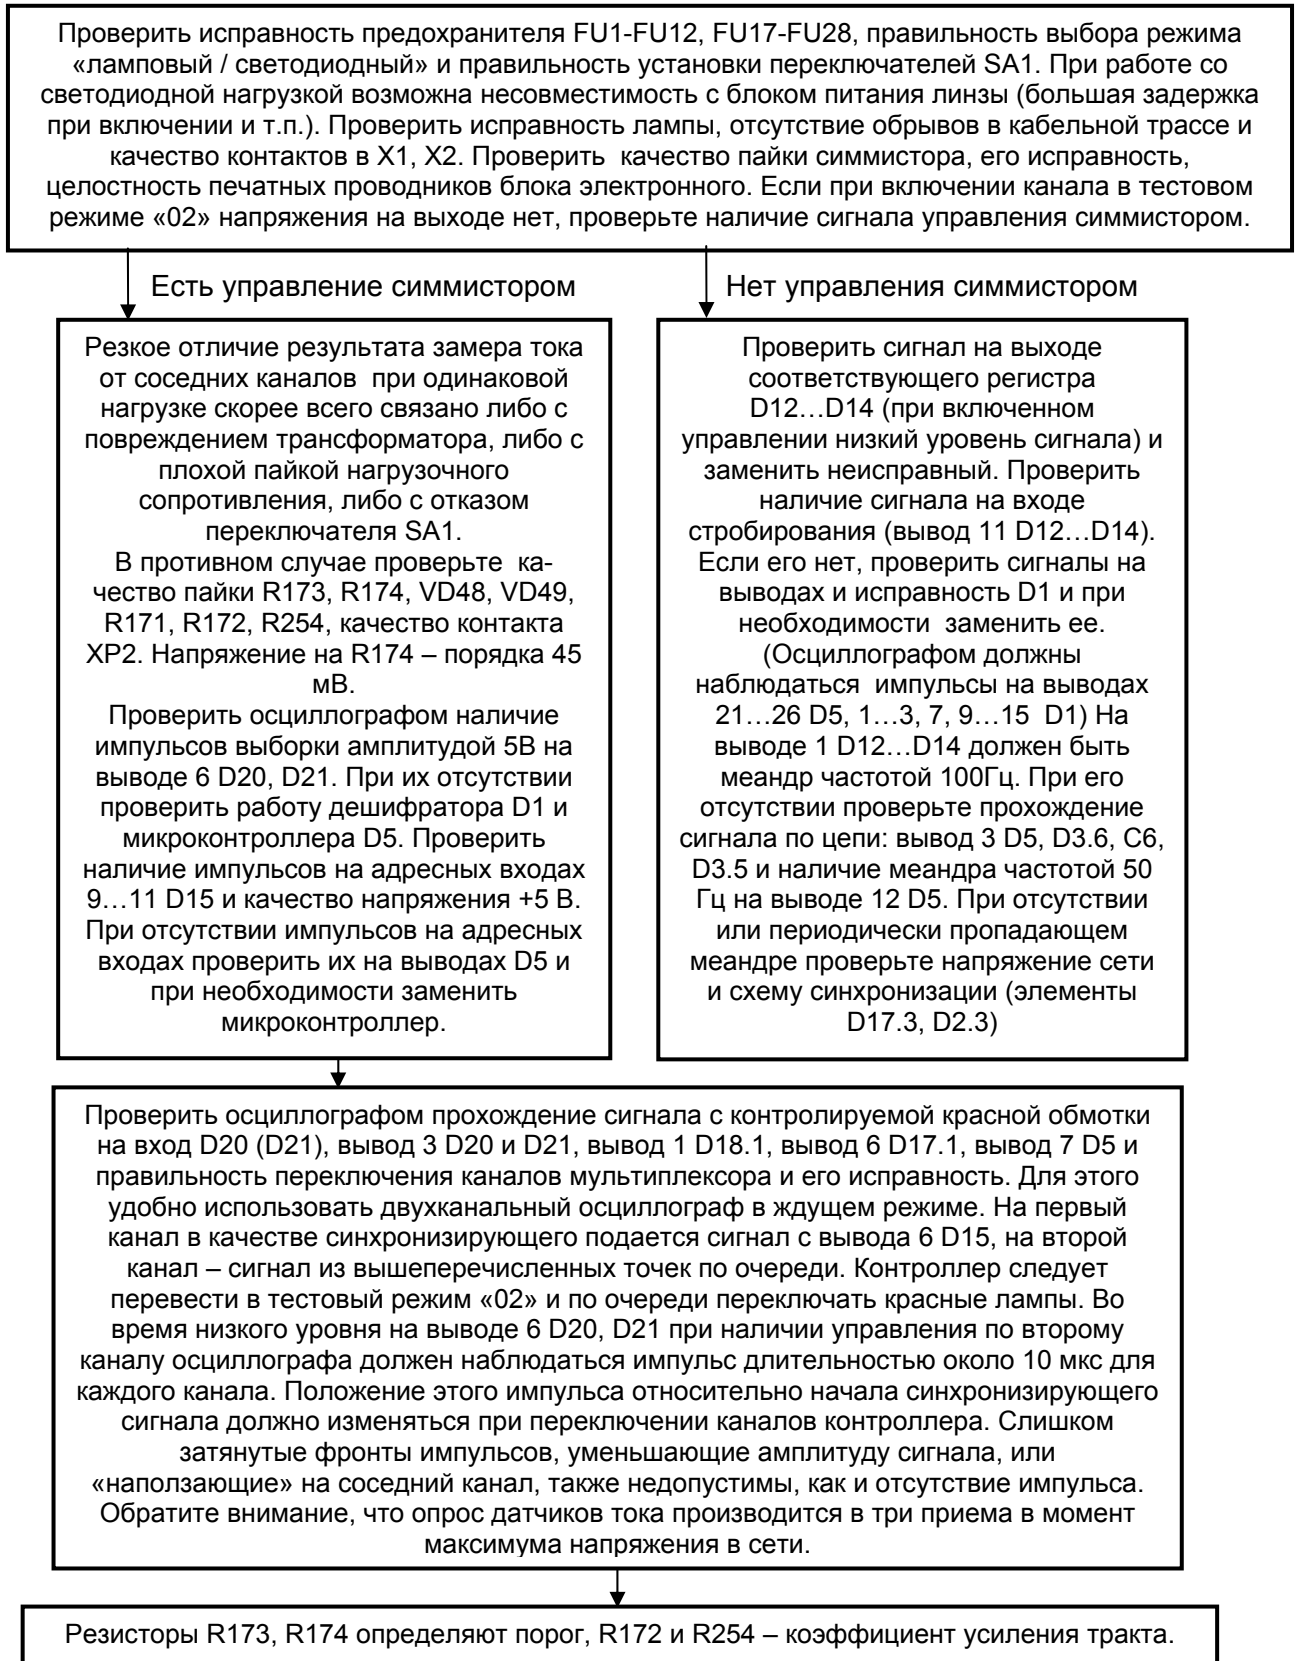 Проверить исправность предохранителя FU1-FU12, FU17-FU28, правильность выбора режима
«ламповый / светодиодный» и правильность установки переключателей SA1. При работе со
светодиодной нагрузкой возможна несовместимость с блоком питания линзы (большая задержка
при включении и т.п.). Проверить исправность лампы, отсутствие обрывов в кабельной трассе и
качество контактов в X1, X2. Проверить качество пайки симмистора, его исправность,
целостность печатных проводников блока электронного. Если при включении канала в тестовом
режиме «02» напряжения на выходе нет, проверьте наличие сигнала управления симмистором.
Есть управление симмистором
Резкое отличие результата замера тока
от соседних каналов при одинаковой
нагрузке скорее всего связано либо с
повреждением трансформатора, либо с
плохой пайкой нагрузочного
сопротивления, либо с отказом
переключателя SA1.
В противном случае проверьте ка-
чество пайки R173, R174, VD48, VD49,
R171, R172, R254, качество контакта
XP2. Напряжение на R174 – порядка 45
мВ.
Проверить осциллографом наличие
импульсов выборки амплитудой 5В на
выводе 6 D20, D21. При их отсутствии
проверить работу дешифратора D1 и
микроконтроллера D5. Проверить
наличие импульсов на адресных входах
9…11 D15 и качество напряжения +5 В.
При отсутствии импульсов на адресных
входах проверить их на выводах D5 и
при необходимости заменить
микроконтроллер.
Нет управления симмистором
Проверить сигнал на выходе
соответствующего регистра
D12…D14 (при включенном
управлении низкий уровень сигнала) и
заменить неисправный. Проверить
наличие сигнала на входе
стробирования (вывод 11 D12…D14).
Если его нет, проверить сигналы на
выводах и исправность D1 и при
необходимости заменить ее.
(Осциллографом должны
наблюдаться импульсы на выводах
21…26 D5, 1…3, 7, 9…15 D1) На
выводе 1 D12…D14 должен быть
меандр частотой 100Гц. При его
отсутствии проверьте прохождение
сигнала по цепи: вывод 3 D5, D3.6, C6,
D3.5 и наличие меандра частотой 50
Гц на выводе 12 D5. При отсутствии
или периодически пропадающем
меандре проверьте напряжение сети
и схему синхронизации (элементы
D17.3, D2.3)
Проверить осциллографом прохождение сигнала с контролируемой красной обмотки
на вход D20 (D21), вывод 3 D20 и D21, вывод 1 D18.1, вывод 6 D17.1, вывод 7 D5 и
правильность переключения каналов мультиплексора и его исправность. Для этого
удобно использовать двухканальный осциллограф в ждущем режиме. На первый
канал в качестве синхронизирующего подается сигнал с вывода 6 D15, на второй
канал – сигнал из вышеперечисленных точек по очереди. Контроллер следует
перевести в тестовый режим «02» и по очереди переключать красные лампы. Во
время низкого уровня на выводе 6 D20, D21 при наличии управления по второму
каналу осциллографа должен наблюдаться импульс длительностью около 10 мкс для
каждого канала. Положение этого импульса относительно начала синхронизирующего
сигнала должно изменяться при переключении каналов контроллера. Слишком
затянутые фронты импульсов, уменьшающие амплитуду сигнала, или
«наползающие» на соседний канал, также недопустимы, как и отсутствие импульса.
Обратите внимание, что опрос датчиков тока производится в три приема в момент
максимума напряжения в сети.
Резисторы R173, R174 определяют порог, R172 и R254 – коэффициент усиления тракта.